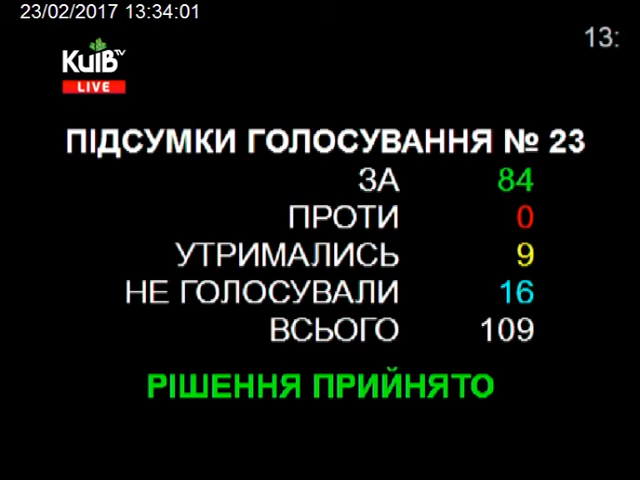 23/02/2017 13:34:01
13:
КиїВ TV
LIVE
ПІДСУМКИ ГОЛОСУВАННЯ № 23
ЗА 84
ПРОТИ 0
УТРИМАЛИСЬ 9
НЕ ГОЛОСУВАЛИ 16
ВСЬОГО 109
РІШЕННЯ ПРИЙНЯТО